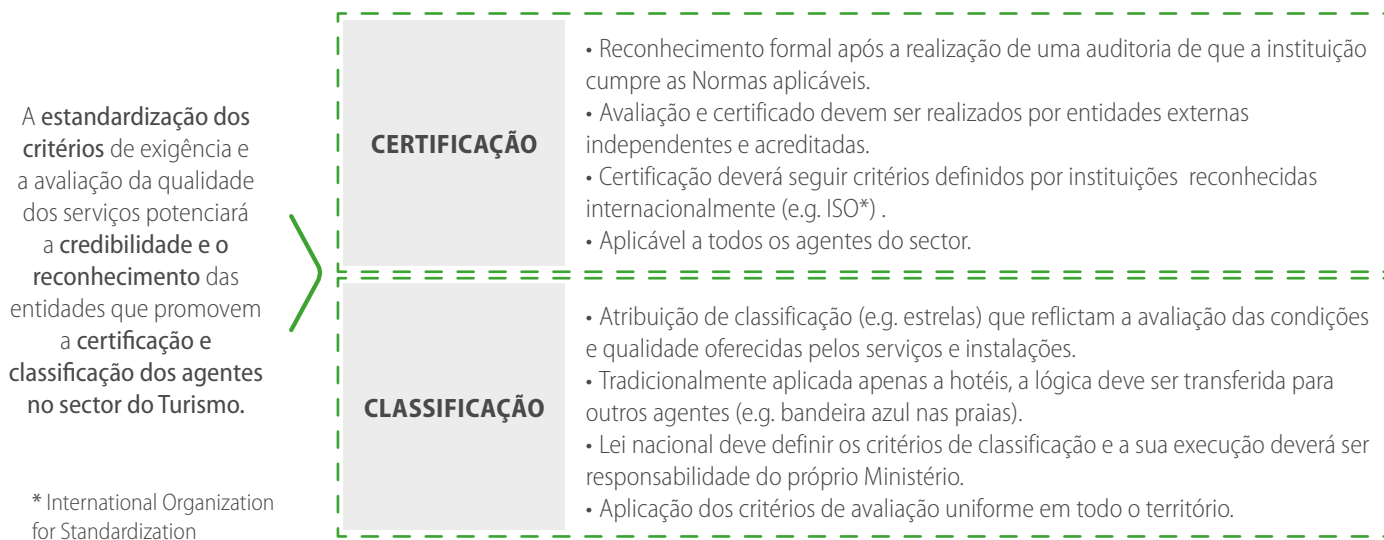 A estandardização dos
critérios de exigência e
a avaliação da qualidade
dos serviços potenciará
a credibilidade e o
reconhecimento das
entidades que promovem
a certificação e
classificação dos agentes
no sector do Turismo.
* International Organization
for Standardization
CERTIFICAÇÃO
• Reconhecimento formal após a realização de uma auditoria de que a instituição
cumpre as Normas aplicáveis.
• Avaliação e certificado devem ser realizados por entidades externas
independentes e acreditadas.
• Certificação deverá seguir critérios definidos por instituições reconhecidas
internacionalmente (e.g. ISO*) .
• Aplicável a todos os agentes do sector.
CLASSIFICAÇÃO
• Atribuição de classificação (e.g. estrelas) que reflictam a avaliação das condições
e qualidade oferecidas pelos serviços e instalações.
• Tradicionalmente aplicada apenas a hotéis, a lógica deve ser transferida para
outros agentes (e.g. bandeira azul nas praias).
• Lei nacional deve definir os critérios de classificação e a sua execução deverá ser
responsabilidade do próprio Ministério.
• Aplicação dos critérios de avaliação uniforme em todo o território.